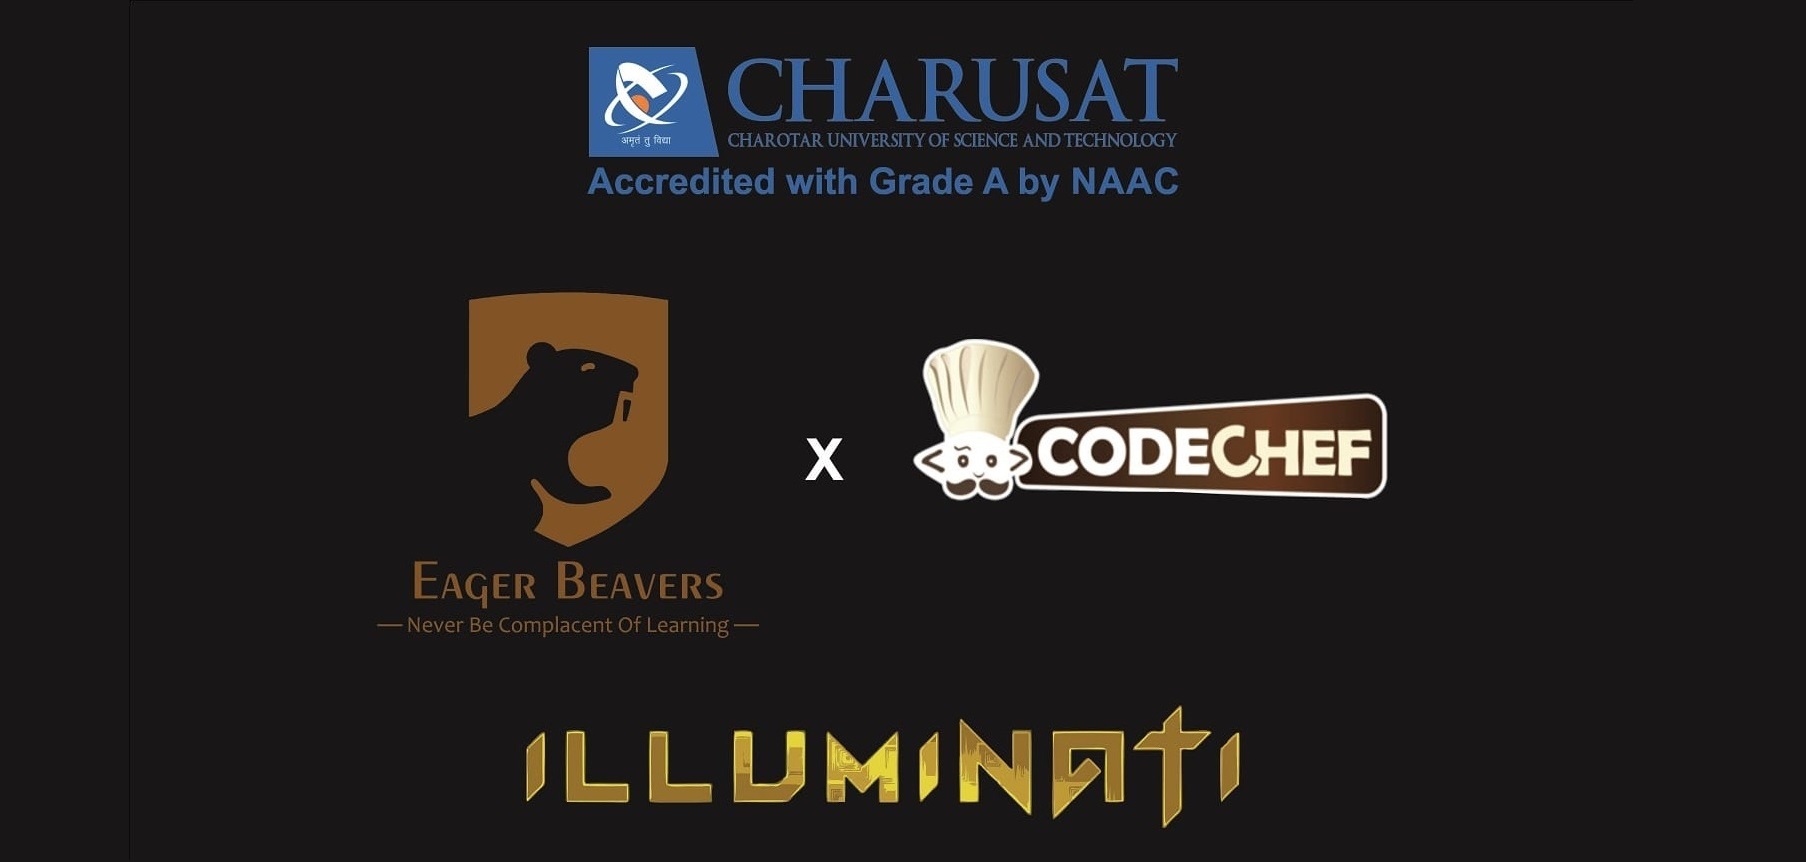 CHARUSAT
अमृतं तु विद्या
CHAROTAR UNIVERSITY OF SCIENCE AND TECHNOLOGY
Accredited with Grade A by NAAC
X
CODECHEF
EAGER BEAVERS
— Never Be Complacent Of Learning —
ILLUMINATI